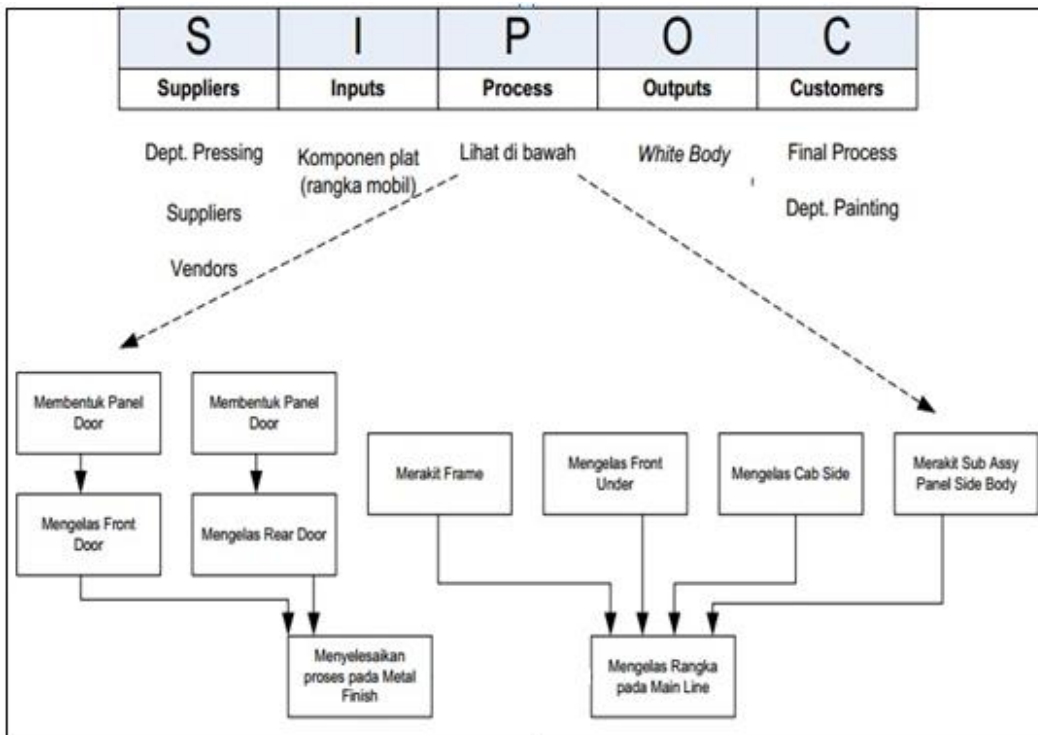 S I P O C
Suppliers Inputs Process Outputs Customers
Dept. Pressing
Suppliers
Vendors
Komponen plat
(rangka mobil)
Lihat di bawah
White Body
Final Process
Dept. Painting
Membentuk Panel
Door
Membentuk Panel
Door
Merakit Frame
Mengelas Front
Under
Mengelas Cab Side
Merakit Sub Assy
Panel Side Body
Mengelas Front
Door
Mengelas Rear Door
Menyelesaikan
proses pada Metal
Finish
Mengelas Rangka
pada Main Line